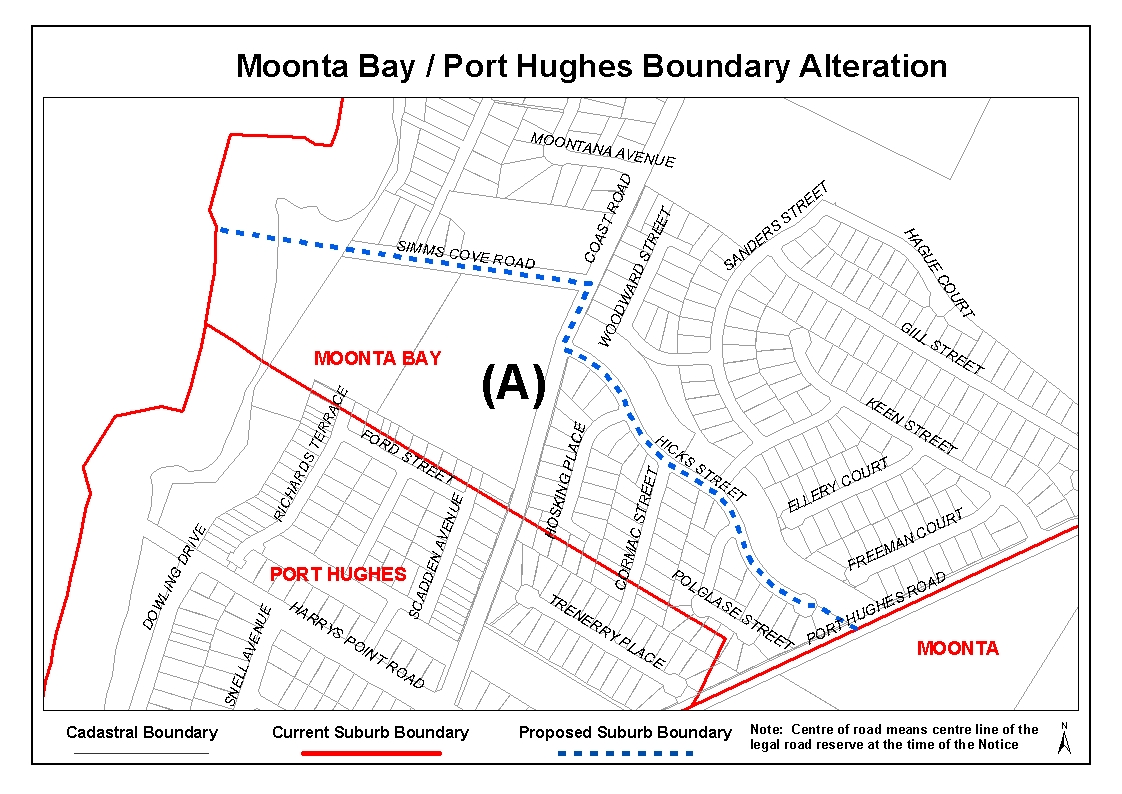 Moonta Bay / Port Hughes Boundary Alteration
MOONTANA AVENUE
COAST ROAD
WOODWARD STREET
SANDERS STREET
HAGUE COURT
SIMMS COVE ROAD
GILL STREET
MOONTA BAY
(A)
KEEN STREET
RICHARDS TERRACE
FORD STREET
HOSKING PLACE
HICKS STREET
ELLERY COURT
CORMAC STREET
SCADDEN AVENUE
FREEMAN COURT
DOWLING DRIVE
PORT HUGHES
POLGLASE STREET
PORT HUGHES ROAD
TRENERRY PLACE
HARRYS POINT ROAD
SNELL AVENUE
MOONTA
Cadastral Boundary
Current Suburb Boundary
Proposed Suburb Boundary
Note: Centre of road means centre line of the
legal road reserve at the time of the Notice
N